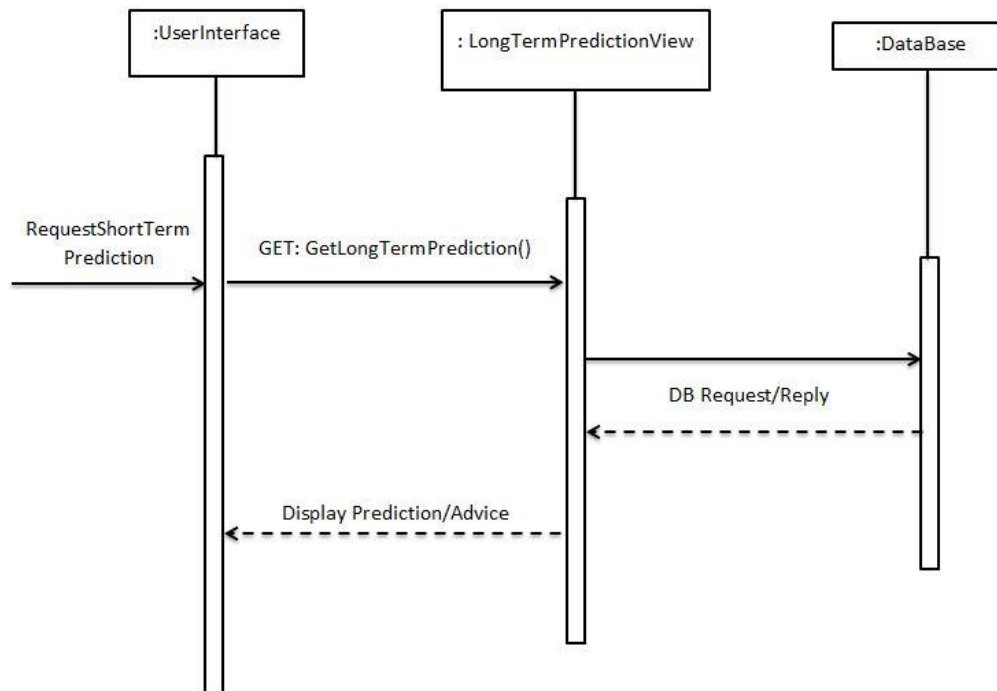 :UserInterface
: LongTermPredictionView
:DataBase
RequestShortTerm
Prediction
GET: GetLongTermPrediction()
DB Request/Reply
Display Prediction/Advice